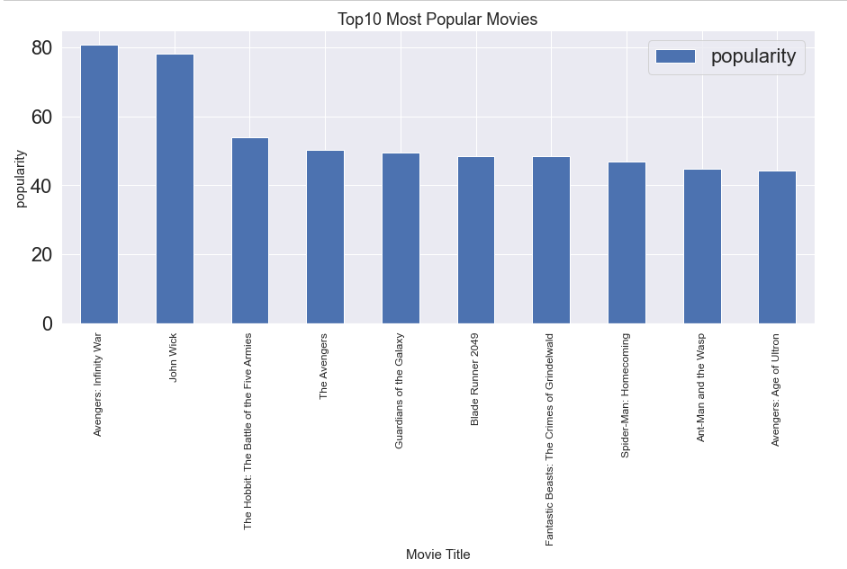 Top10 Most Popular Movies
popularity
80
60
40
20
0
popularity
Avengers: Infinity War
John Wick
The Hobbit: The Battle of the Five Armies
The Avengers
Guardians of the Galaxy
Blade Runner 2049
Fantastic Beasts: The Crimes of Grindelwald
Spider-Man: Homecoming
Ant-Man and the Wasp
Avengers: Age of Ultron
Movie Title